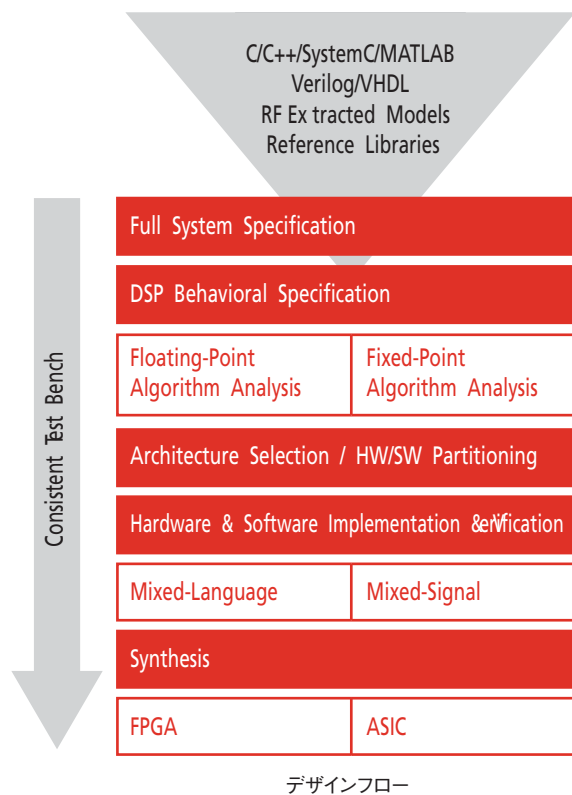 C/C++/SystemC/MATLAB
Verilog/VHDL
RF Ex tracted Models
Reference Libraries
Full System Specification
DSP Behavioral Specification
Floating-Point
Algorithm Analysis
Fixed-Point
Algorithm Analysis
Architecture Selection / HW/SW Partitioning
Hardware & Software Implementation & Verification
Mixed-Language
Mixed-Signal
Synthesis
FPGA
ASIC
Consistent Test Bench
デザインフロー